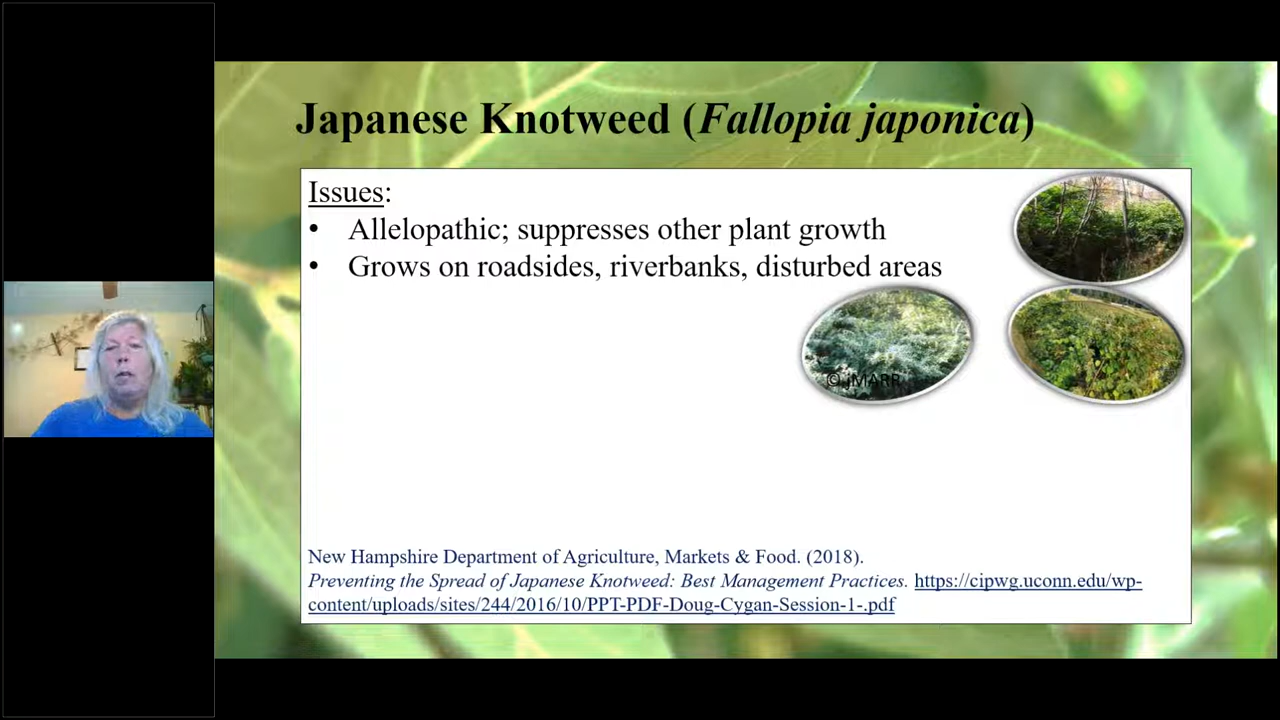 Japanese Knotweed (Fallopia japonica)
Issues:
• Allelopathic; suppresses other plant growth
• Grows on roadsides, riverbanks, disturbed areas
© jMARR
New Hampshire Department of Agriculture, Markets & Food. (2018).
Preventing the Spread of Japanese Knotweed: Best Management Practices. https://cipwg.uconn.edu/wp-
content/uploads/sites/244/2016/10/PPT-PDF-Doug-Cygan-Session-1-.pdf